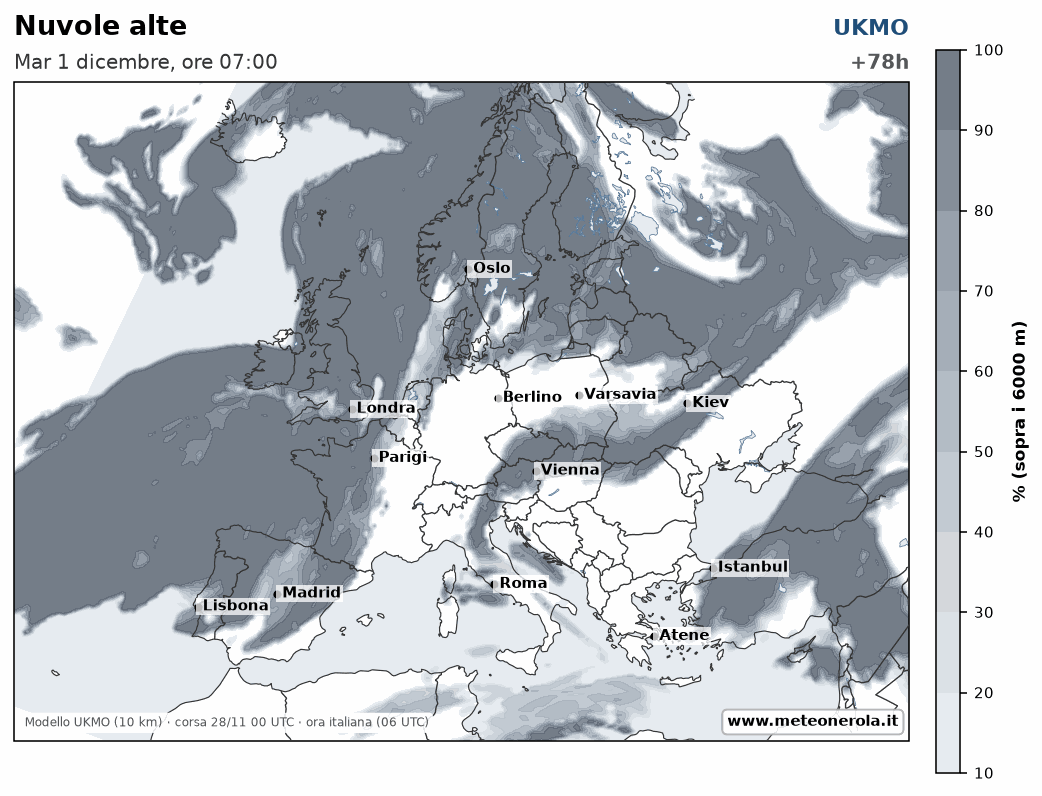 Nuvole alte
UKMO
Mar 1 dicembre, ore 07:00
+78h
100
90
80
70
60
50
40
30
20
10
% (sopra i 6000 m)
Oslo
Berlino
Varsavia
Kiev
Londra
Parigi
Vienna
Istanbul
Roma
Madrid
Lisbona
Atene
Modello UKMO (10 km) · corsa 28/11 00 UTC · ora italiana (06 UTC)
www.meteonerola.it